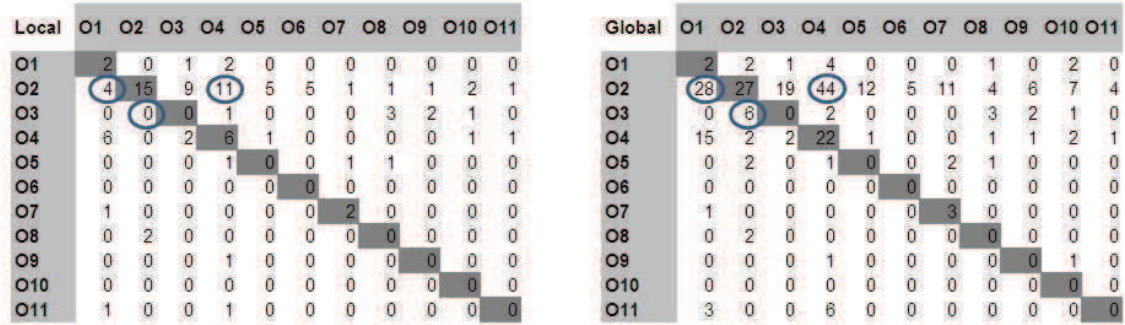 Local O1 O2 O3 O4 O5 O6 O7 O8 O9 O10 O11
O1 2 0 1 2 0 0 0 0 0 0 0
O2 4 15 9 11 5 5 1 1 1 2 1
O3 0 0 0 1 0 0 0 3 2 1 0
O4 6 0 2 6 1 0 0 0 0 1 1
O5 0 0 0 1 0 0 1 1 0 0 0
O6 0 0 0 0 0 0 0 0 0 0 0
O7 1 0 0 0 0 0 2 0 0 0 0
O8 0 2 0 0 0 0 0 0 0 0 0
O9 0 0 0 1 0 0 0 0 0 0 0
O10 0 0 0 0 0 0 0 0 0 0 0
O11 1 0 0 1 0 0 0 0 0 0 0
Global O1 O2 O3 O4 O5 O6 O7 O8 O9 O10 O11
O1 2 2 1 4 0 0 0 1 0 2 0
O2 28 27 19 44 12 5 11 4 6 7 4
O3 0 6 0 2 0 0 0 3 2 1 0
O4 15 2 2 22 1 0 0 1 1 2 1
O5 0 2 0 1 0 0 2 1 0 0 0
O6 0 0 0 0 0 0 0 0 0 0 0
O7 1 0 0 0 0 0 3 0 0 0 0
O8 0 2 0 0 0 0 0 0 0 0 0
O9 0 0 0 1 0 0 0 0 0 1 0
O10 0 0 0 0 0 0 0 0 0 0 0
O11 3 0 0 6 0 0 0 0 0 0 0